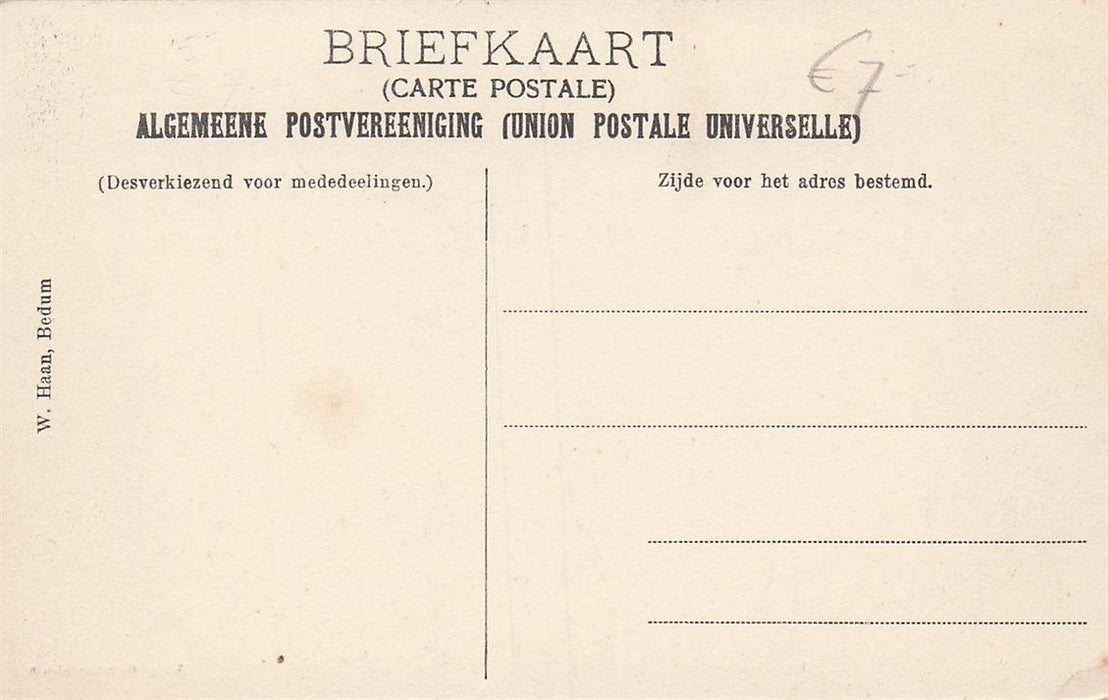 BRIEFKAART
(CARTE POSTALE)
ALGEMEENE POSTVEREENIGING (UNION POSTALE UNIVERSELLE)
€ 7-
(Desverkiezend voor mededeelingen.)
Zijde voor het adres bestemd.
W. Haan, Bedum